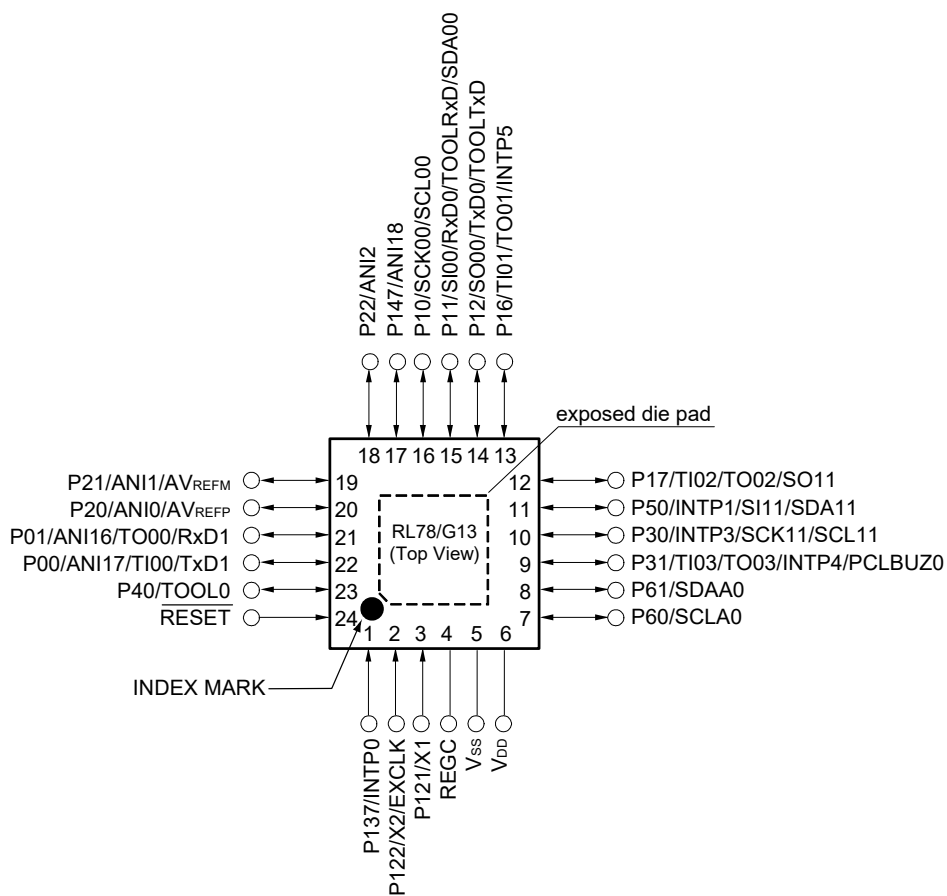 P22/ANI2
P147/ANI18
P10/SCK00/SCL00
P11/SI00/RxD0/TOOLRxD/SDA00
P12/SO00/TxD0/TOOLTxD
P16/TI01/TO01/INTP5
exposed die pad
18 17 16 15 14 13
P21/ANI1/AVREFM 19
P20/ANI0/AVREFP 20
P01/ANI16/TO00/RxD1 21
P00/ANI17/TI00/TxD1 22
P40/TOOL0 23
RESET 24
RL78/G13
(Top View)
12 P17/TI02/TO02/SO11
11 P50/INTP1/SI11/SDA11
10 P30/INTP3/SCK11/SCL11
9 P31/TI03/TO03/INTP4/PCLBUZ0
8 P61/SDAA0
7 P60/SCLA0
1 2 3 4 5 6
INDEX MARK
P137/INTP0
P122/X2/EXCLK
P121/X1
REGC
VSS
VDD